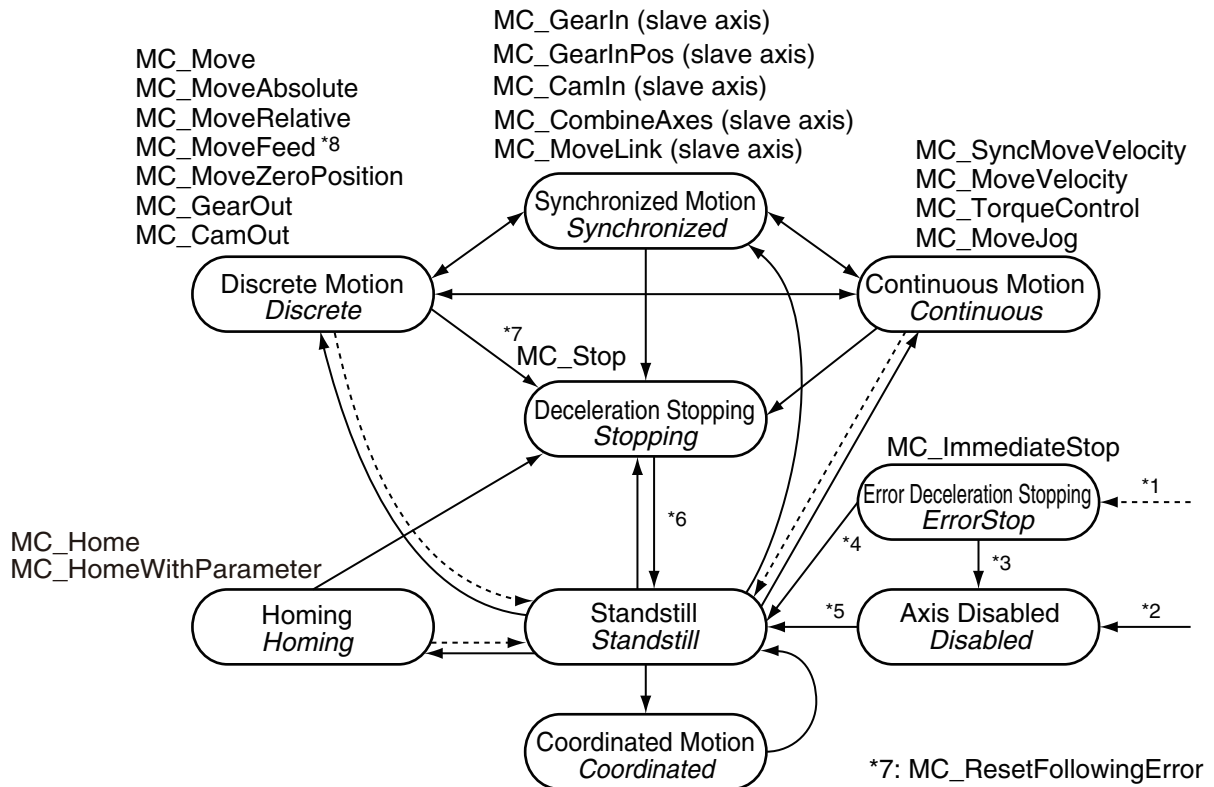 MC_GearIn (slave axis)
MC_GearInPos (slave axis)
MC_CamIn (slave axis)
MC_CombineAxes (slave axis)
MC_MoveLink (slave axis)
MC_Move
MC_MoveAbsolute
MC_MoveRelative
MC_MoveFeed *8
MC_MoveZeroPosition
MC_GearOut
MC_CamOut
MC_SyncMoveVelocity
MC_MoveVelocity
MC_TorqueControl
MC_MoveJog
Synchronized Motion
Synchronized
Discrete Motion
Discrete
Continuous Motion
Continuous
*7
MC_Stop
Deceleration Stopping
Stopping
MC_ImmediateStop
Error Deceleration Stopping
ErrorStop
*1
*6
*4
*3
MC_Home
MC_HomeWithParameter
Homing
Homing
Standstill
Standstill
*5
Axis Disabled
Disabled
*2
Coordinated Motion
Coordinated
*7: MC_ResetFollowingError